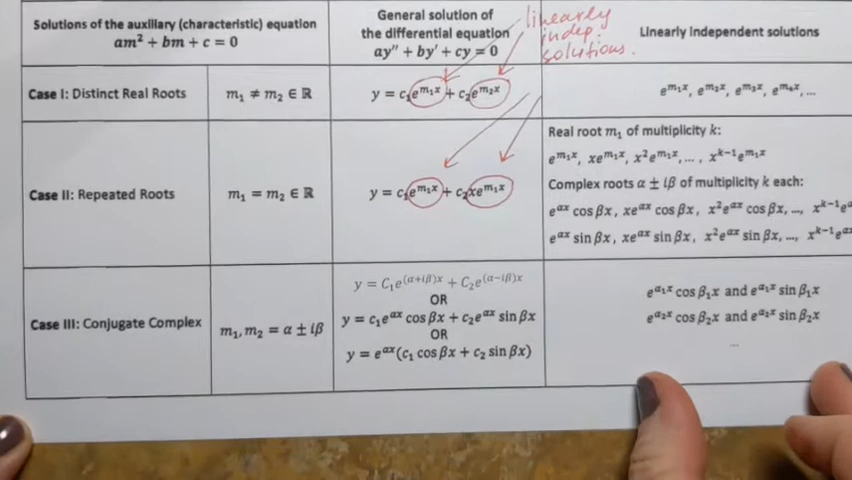 Solutions of the auxiliary (characteristic) equation
am² + bm + c = 0
General solution of
the differential equation
ay″ + by′ + cy = 0
linearly
indep.
solutions.
Linearly independent solutions
Case I: Distinct Real Roots
m₁ ≠ m₂ ∈ ℝ
y = c₁e^{m₁x} + c₂e^{m₂x}
e^{m₁x}, e^{m₂x}, e^{m₃x}, e^{m₄x}, ...
Case II: Repeated Roots
m₁ = m₂ ∈ ℝ
y = c₁e^{m₁x} + c₂xe^{m₁x}
Real root m₁ of multiplicity k:
e^{m₁x}, xe^{m₁x}, x²e^{m₁x}, ... , x^{k−1}e^{m₁x}
Complex roots α ± iβ of multiplicity k each:
e^{αx} cos βx, xe^{αx} cos βx, x²e^{αx} cos βx, ..., x^{k−1}e^{α
e^{αx} sin βx, xe^{αx} sin βx, x²e^{αx} sin βx, ..., x^{k−1}e^{αx
Case III: Conjugate Complex
m₁, m₂ = α ± iβ
y = C₁e^{(α+iβ)x} + C₂e^{(α−iβ)x}
OR
y = c₁e^{αx} cos βx + c₂e^{αx} sin βx
OR
y = e^{αx}(c₁ cos βx + c₂ sin βx)
e^{α₁x} cos β₁x and e^{α₁x} sin β₁x
e^{α₂x} cos β₂x and e^{α₂x} sin β₂x
...